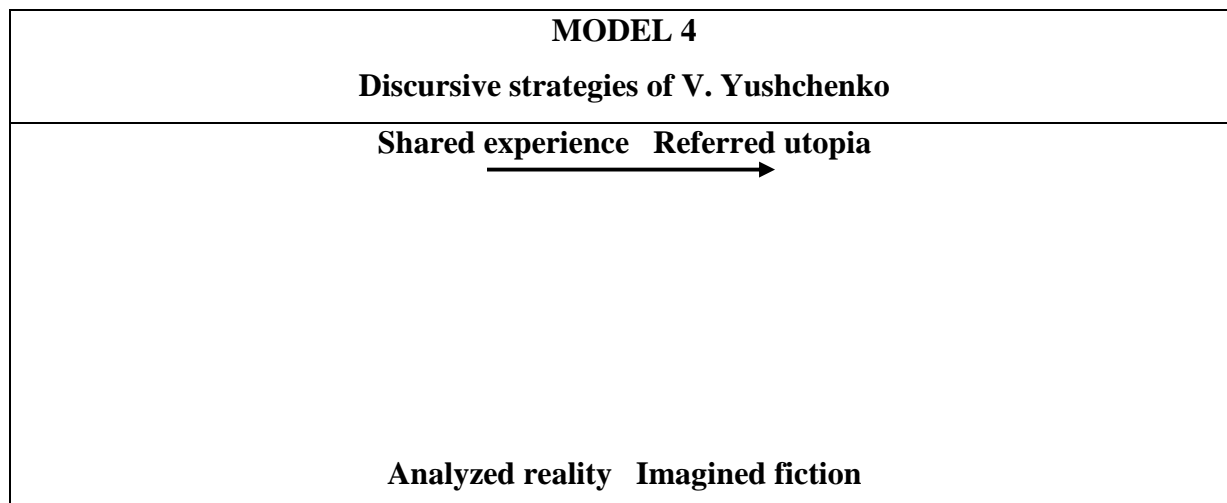 MODEL 4
Discursive strategies of V. Yushchenko
Shared experience Referred utopia
Analyzed reality Imagined fiction